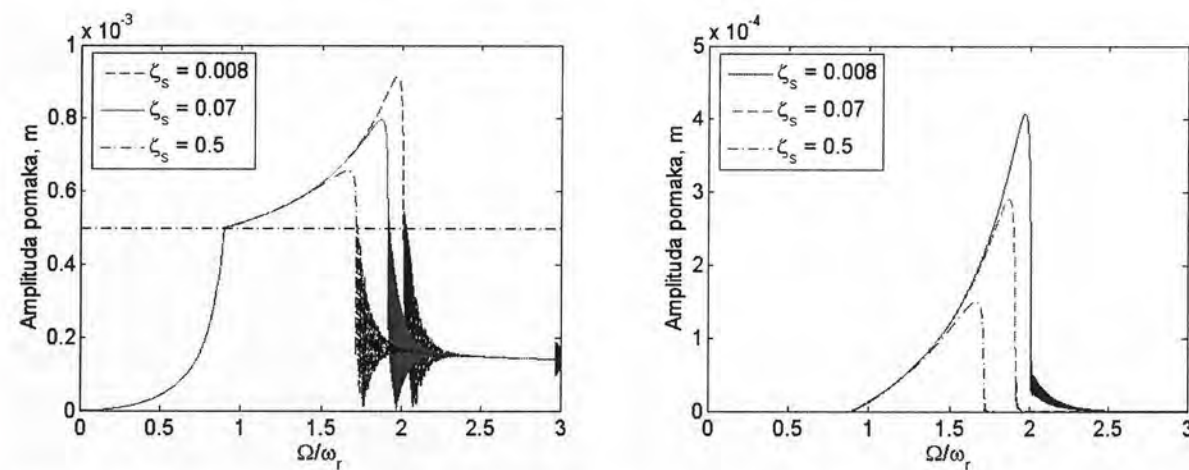 x 10⁻³
1
0.8
0.6
0.4
0.2
0
Amplituda pomaka, m
ζₛ = 0.008
ζₛ = 0.07
ζₛ = 0.5
0 0.5 1 1.5 2 2.5 3
Ω/ωᵣ
x 10⁻⁴
5
4
3
2
1
0
Amplituda pomaka, m
ζₛ = 0.008
ζₛ = 0.07
ζₛ = 0.5
0 0.5 1 1.5 2 2.5 3
Ω/ωᵣ